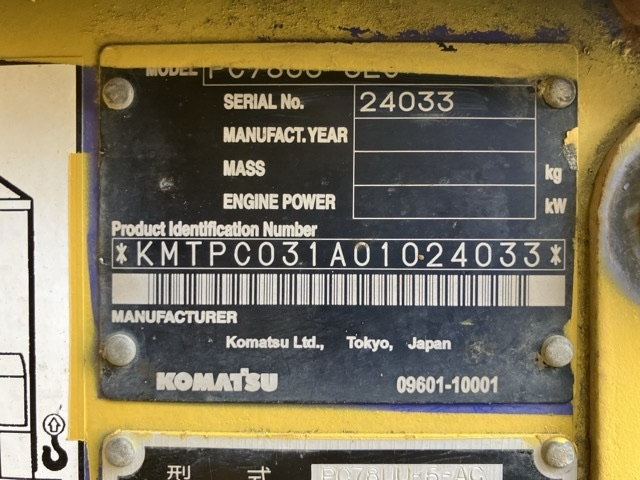 MODEL
SERIAL No. 24033
MANUFACT. YEAR
MASS kg
ENGINE POWER kW
Product Identification Number
*KMTPC031A01024033*
MANUFACTURER
Komatsu Ltd., Tokyo, Japan
KOMATSU 09601-10001
型式